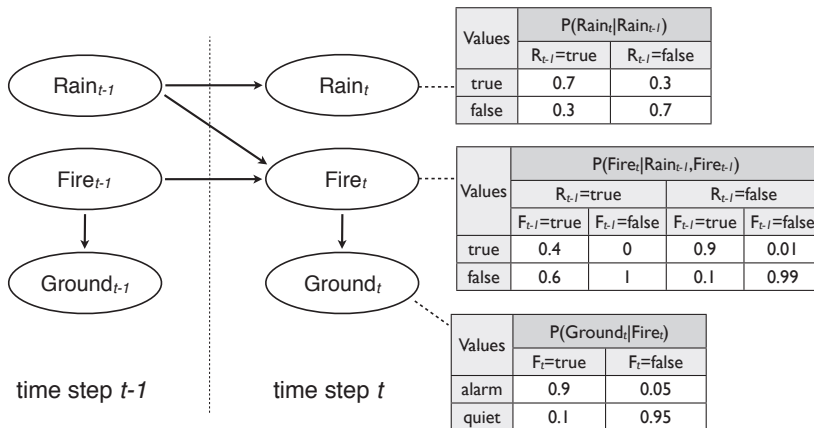 Rain_{t-1}
Rain_t
Fire_{t-1}
Fire_t
Ground_{t-1}
Ground_t
time step t-1
time step t
Values P(Rain_t|Rain_{t-1})
R_{t-1}=true R_{t-1}=false
true 0.7 0.3
false 0.3 0.7
Values P(Fire_t|Rain_{t-1},Fire_{t-1})
R_{t-1}=true R_{t-1}=false
F_{t-1}=true F_{t-1}=false F_{t-1}=true F_{t-1}=false
true 0.4 0 0.9 0.01
false 0.6 1 0.1 0.99
Values P(Ground_t|Fire_t)
F_t=true F_t=false
alarm 0.9 0.05
quiet 0.1 0.95